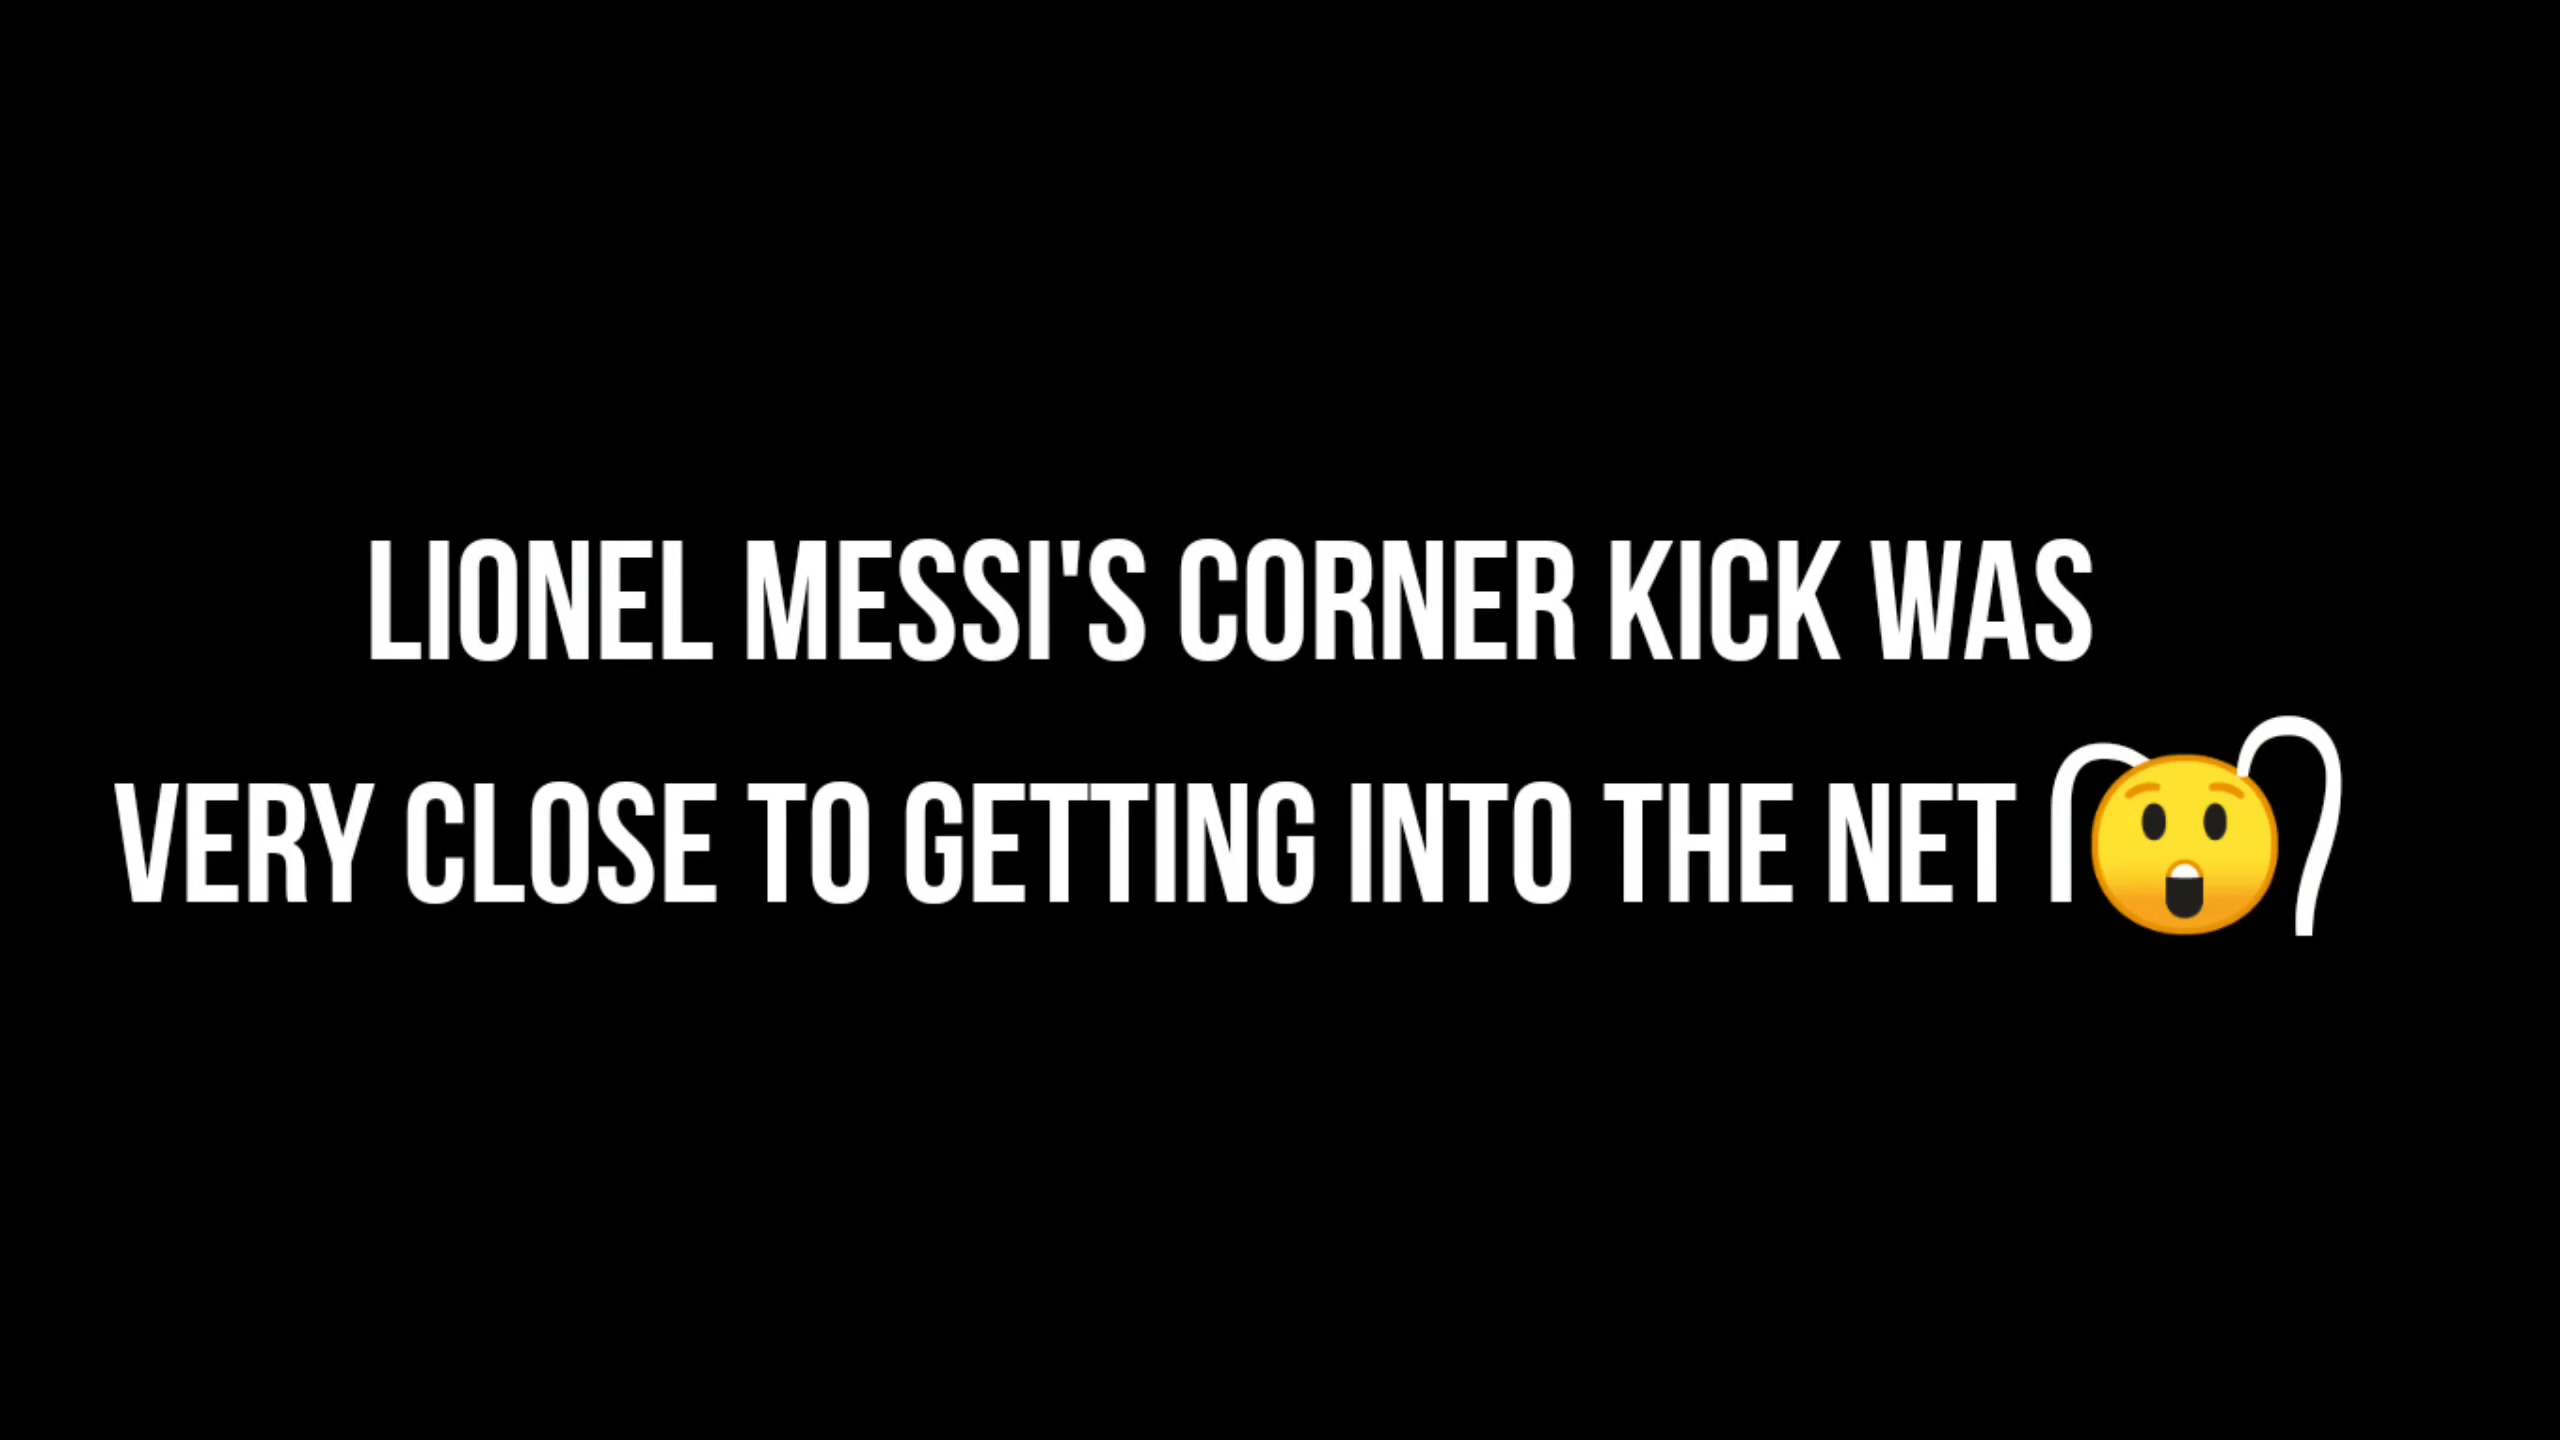 LIONEL MESSI'S CORNER KICK WAS
VERY CLOSE TO GETTING INTO THE NET 😲